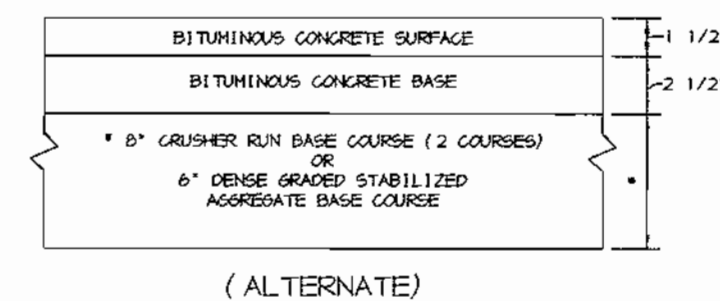 BITUMINOUS CONCRETE SURFACE
1 1/2
BITUMINOUS CONCRETE BASE
2 1/2
* 8" CRUSHER RUN BASE COURSE (2 COURSES)
OR
6" DENSE GRADED STABILIZED
AGGREGATE BASE COURSE
*
(ALTERNATE)